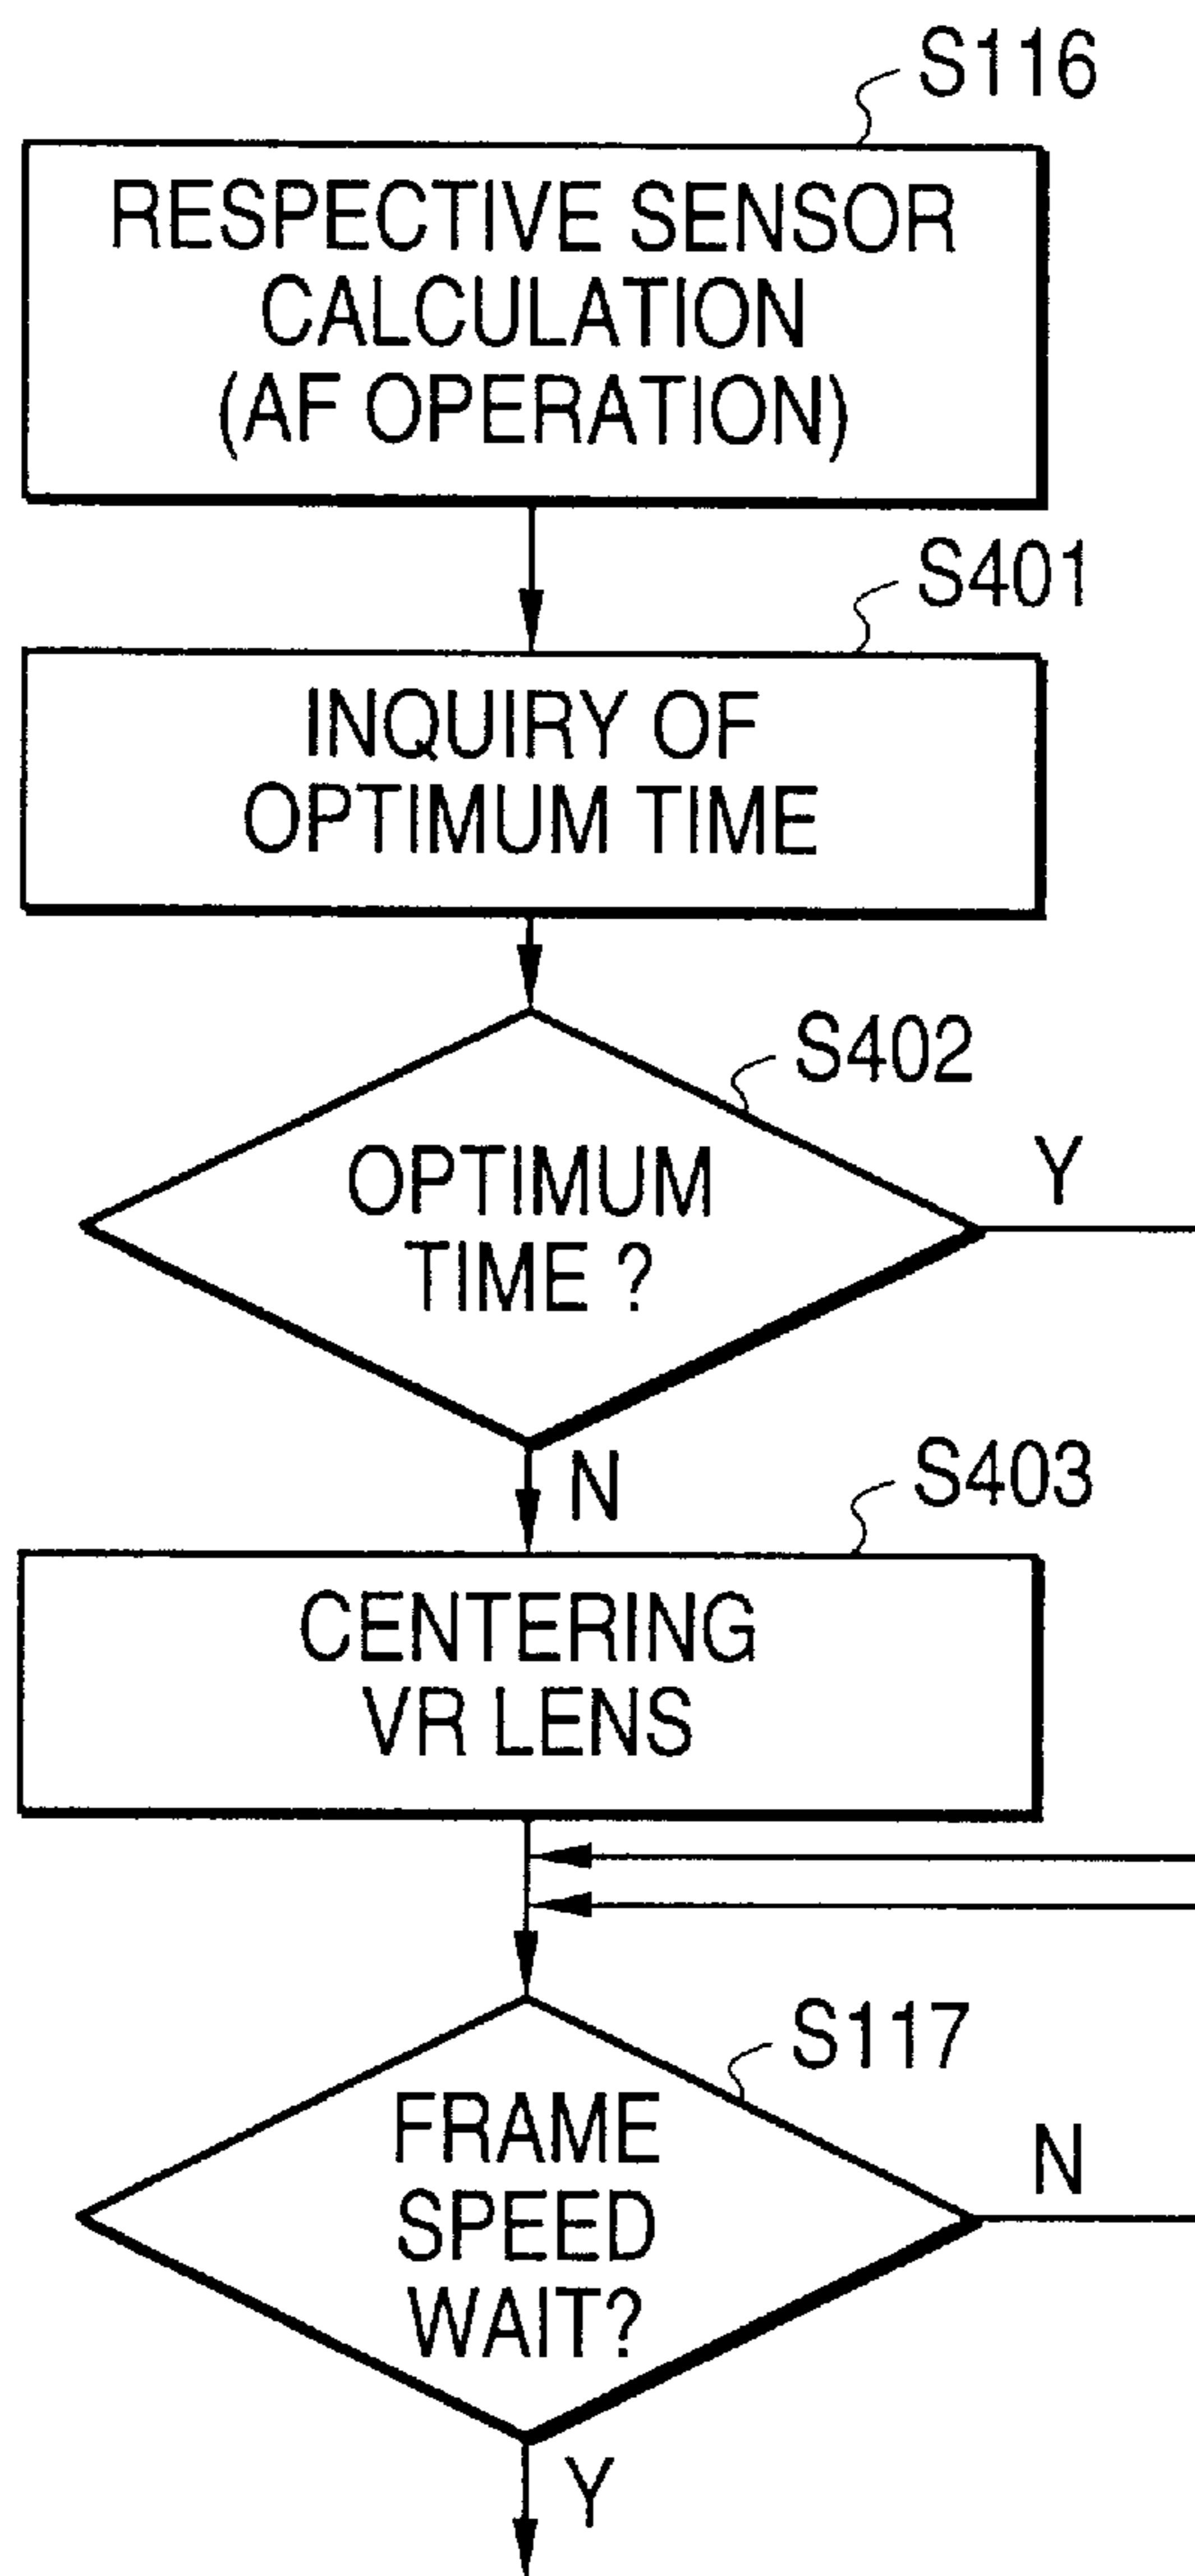 S116
RESPECTIVE SENSOR
CALCULATION
(AF OPERATION)
S401
INQUIRY OF
OPTIMUM TIME
S402
OPTIMUM
TIME ?
Y
N
S403
CENTERING
VR LENS
S117
FRAME
SPEED
WAIT?
N
Y